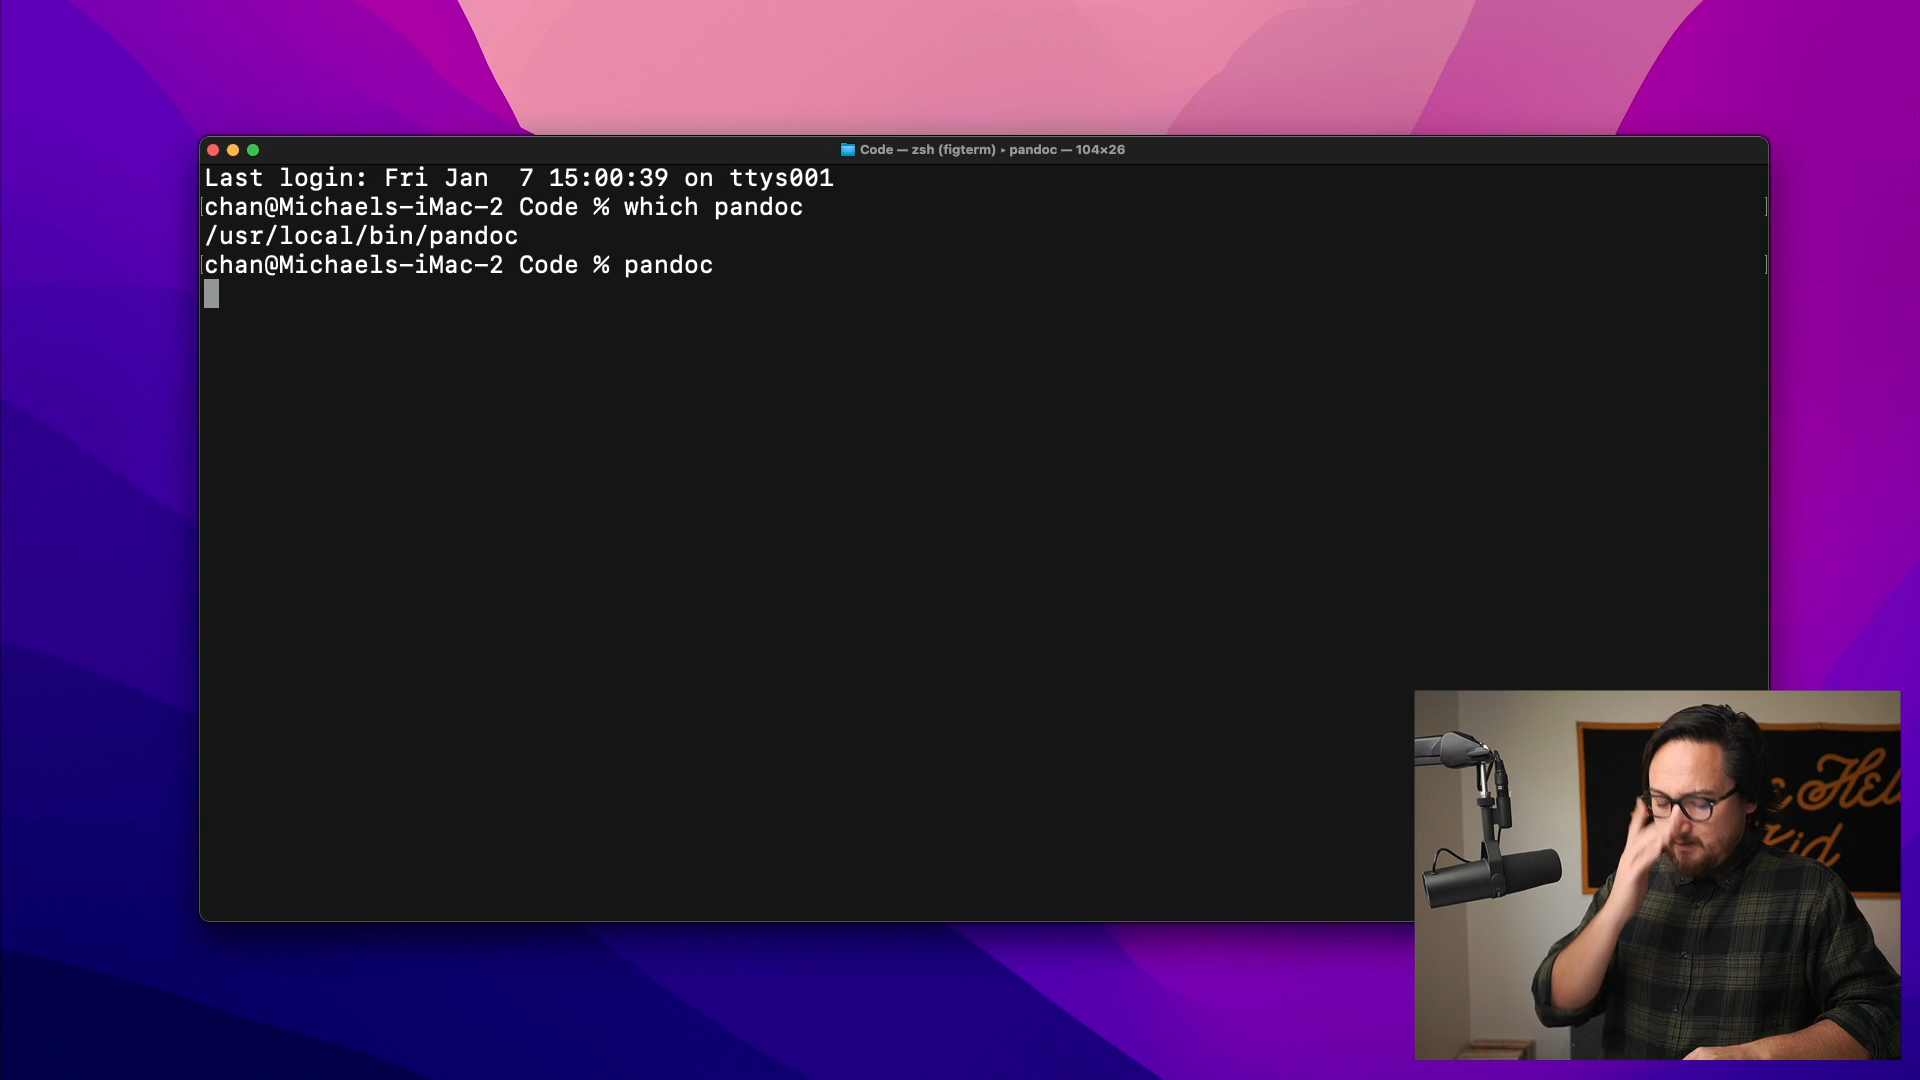 Code — zsh (figterm) ▸ pandoc — 104×26
Last login: Fri Jan  7 15:00:39 on ttys001
chan@Michaels-iMac-2 Code % which pandoc
/usr/local/bin/pandoc
chan@Michaels-iMac-2 Code % pandoc